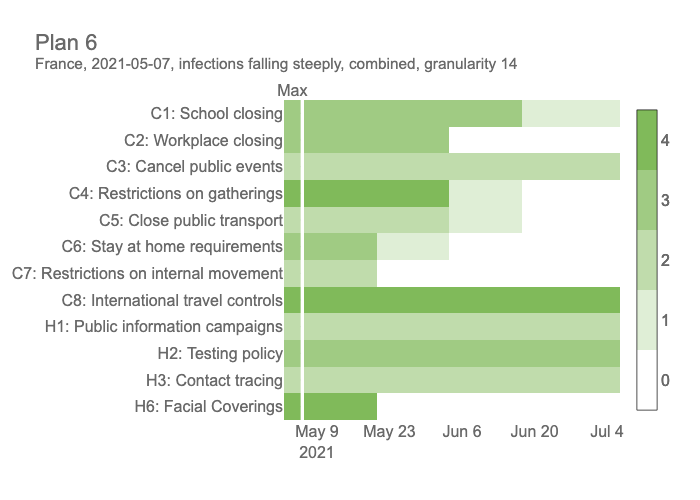 Plan 6
France, 2021-05-07, infections falling steeply, combined, granularity 14
Max
C1: School closing
C2: Workplace closing
C3: Cancel public events
C4: Restrictions on gatherings
C5: Close public transport
C6: Stay at home requirements
C7: Restrictions on internal movement
C8: International travel controls
H1: Public information campaigns
H2: Testing policy
H3: Contact tracing
H6: Facial Coverings
4
3
2
1
0
May 9 May 23 Jun 6 Jun 20 Jul 4
2021